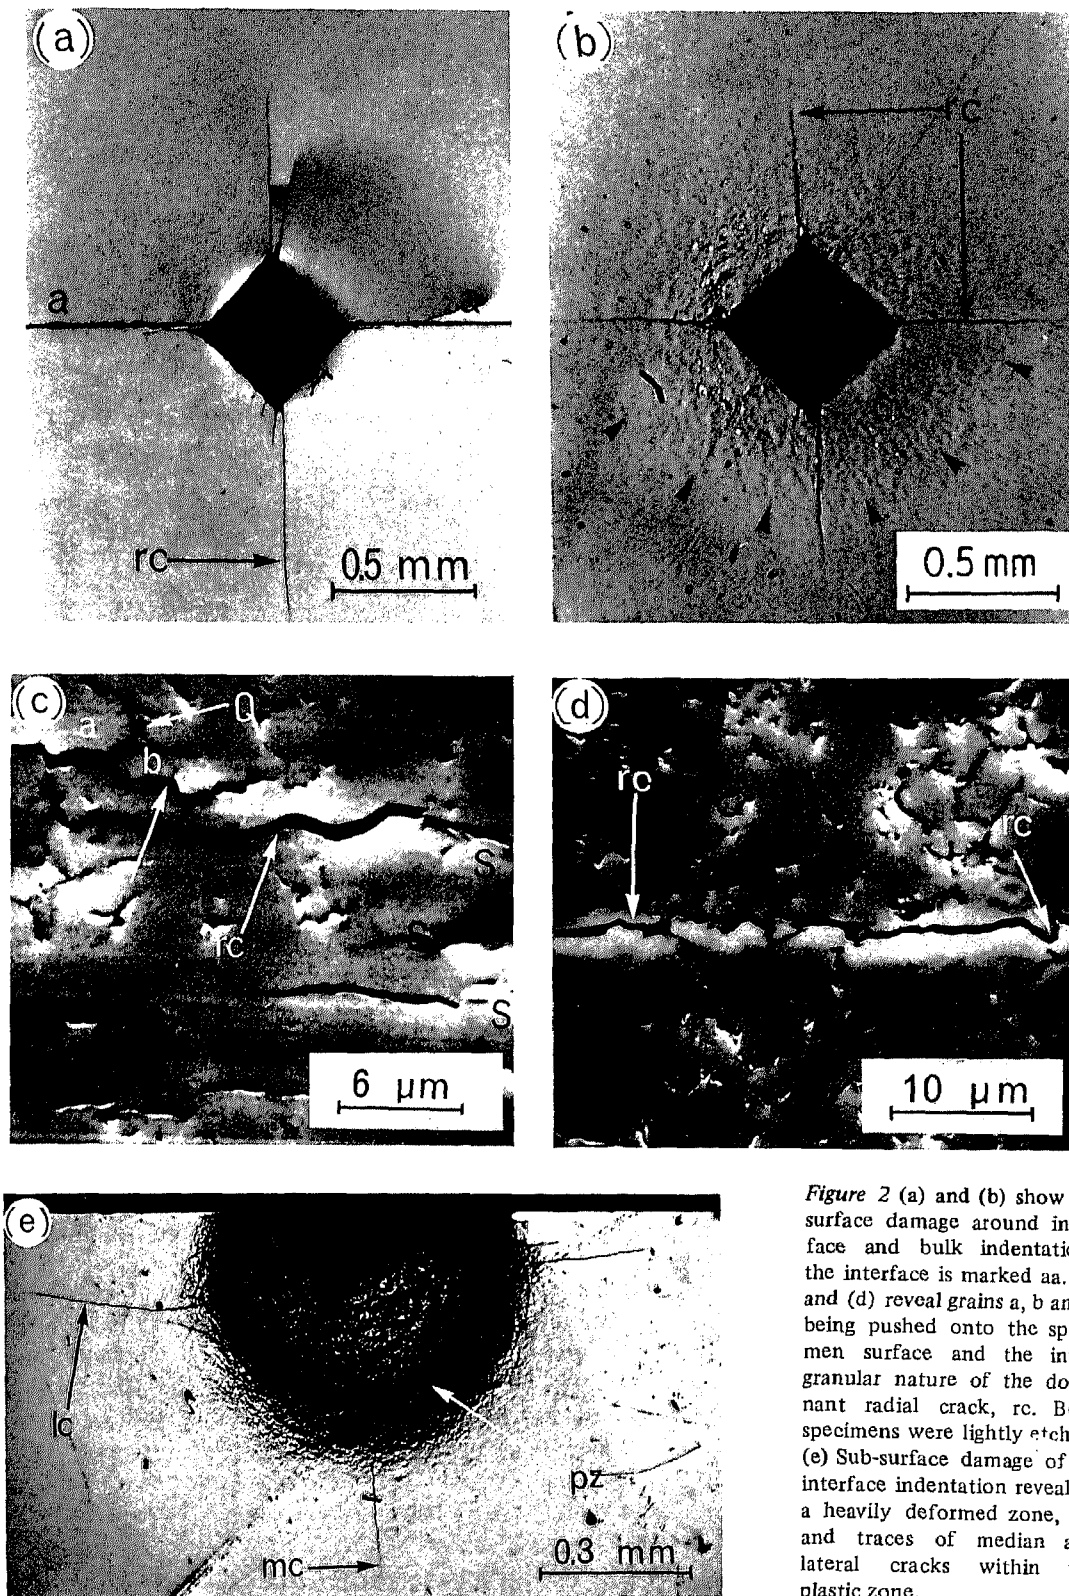 (a)
a
a
rc
0.5 mm
(b)
rc
0.5 mm
(c)
a
Q
b
S
S
rc
S
6 μm
(d)
rc
rc
10 μm
(e)
lc
pz
mc
0.3 mm
Figure 2 (a) and (b) show
surface damage around in
face and bulk indentatio
the interface is marked aa.
and (d) reveal grains a, b an
being pushed onto the sp
men surface and the in
granular nature of the do
nant radial crack, rc. B
specimens were lightly etch
(e) Sub-surface damage of
interface indentation reveal
a heavily deformed zone,
and traces of median a
lateral cracks within
plastic zone.